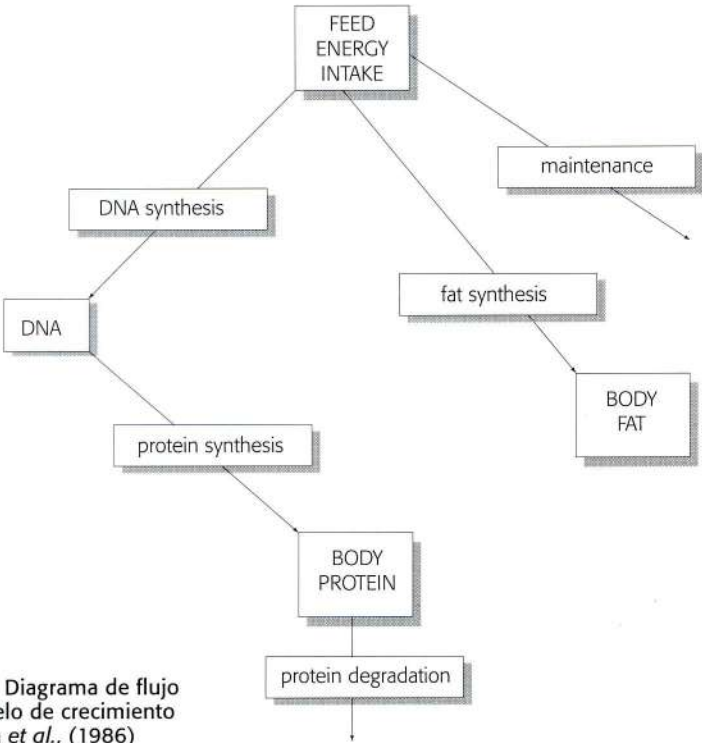 FEED
ENERGY
INTAKE
maintenance
DNA synthesis
fat synthesis
DNA
BODY
FAT
protein synthesis
BODY
PROTEIN
protein degradation
Diagrama de flujo
elo de crecimiento
et al., (1986)